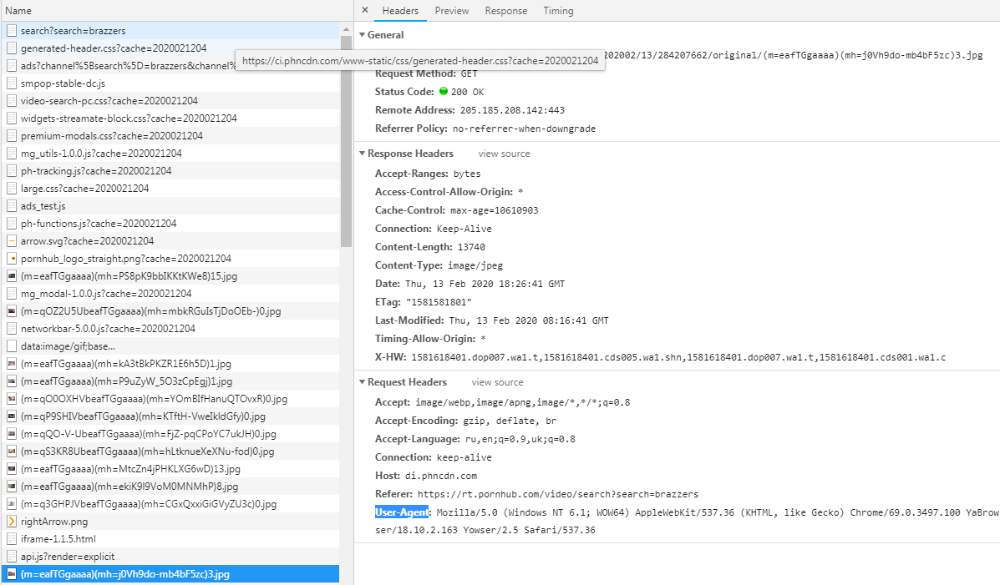 Name
search?search=brazzers
generated-header.css?cache=2020021204
ads?channel%5Bsearch%5D=brazzers&channel%
smpop-stable-dc.js
video-search-pc.css?cache=2020021204
widgets-streamate-block.css?cache=2020021204
premium-modals.css?cache=2020021204
mg_utils-1.0.0.js?cache=2020021204
ph-tracking.js?cache=2020021204
large.css?cache=2020021204
ads_test.js
ph-functions.js?cache=2020021204
arrow.svg?cache=2020021204
pornhub_logo_straight.png?cache=2020021204
(m=eafTGgaaaa)(mh=PS8pK9bbIKKtKWe8)15.jpg
mg_modal-1.0.0.js?cache=2020021204
(m=qOZ2U5UbeafTGgaaaa)(mh=mbkRGuIsTjDoOEb-)0.jpg
networkbar-5.0.0.js?cache=2020021204
data:image/gif;base...
(m=eafTGgaaaa)(mh=kA3tBkPKZR1E6h5D)1.jpg
(m=eafTGgaaaa)(mh=P9uZyW_5O3zCpEgj)1.jpg
(m=qO0OXHVbeafTGgaaaa)(mh=YOmBIfHanuQTOvxR)0.jpg
(m=qP9SHIVbeafTGgaaaa)(mh=KTftH-VweIkldGfy)0.jpg
(m=qQO-V-UbeafTGgaaaa)(mh=FjZ-pqCPoYC7ukJH)0.jpg
(m=qS3KR8UbeafTGgaaaa)(mh=hLtknueXeXNu-fod)0.jpg
(m=eafTGgaaaa)(mh=MtcZn4jPHKLXG6wD)13.jpg
(m=eafTGgaaaa)(mh=ekiK9l9VoM0MNMhP)8.jpg
(m=q3GHPJVbeafTGgaaaa)(mh=CGxQxxiGiGVyZU3c)0.jpg
rightArrow.png
iframe-1.1.5.html
api.js?render=explicit
(m=eafTGgaaaa)(mh=j0Vh9do-mb4bF5zc)3.jpg
https://ci.phncdn.com/www-static/css/generated-header.css?cache=2020021204
× Headers Preview Response Timing
General
202002/13/284207662/original/(m=eafTGgaaaa)(mh=j0Vh9do-mb4bF5zc)3.jpg
Request Method: GET
Status Code: 200 OK
Remote Address: 205.185.208.142:443
Referrer Policy: no-referrer-when-downgrade
Response Headers view source
Accept-Ranges: bytes
Access-Control-Allow-Origin: *
Cache-Control: max-age=10610903
Connection: Keep-Alive
Content-Length: 13740
Content-Type: image/jpeg
Date: Thu, 13 Feb 2020 18:26:41 GMT
ETag: "1581581801"
Last-Modified: Thu, 13 Feb 2020 08:16:41 GMT
Timing-Allow-Origin: *
X-HW: 1581618401.dop007.wa1.t,1581618401.cds005.wa1.shn,1581618401.dop007.wa1.t,1581618401.cds001.wa1.c
Request Headers view source
Accept: image/webp,image/apng,image/*,*/*;q=0.8
Accept-Encoding: gzip, deflate, br
Accept-Language: ru,en;q=0.9,uk;q=0.8
Connection: keep-alive
Host: di.phncdn.com
Referer: https://rt.pornhub.com/video/search?search=brazzers
User-Agent: Mozilla/5.0 (Windows NT 6.1; WOW64) AppleWebKit/537.36 (KHTML, like Gecko) Chrome/69.0.3497.100 YaBrow
ser/18.10.2.163 Yowser/2.5 Safari/537.36